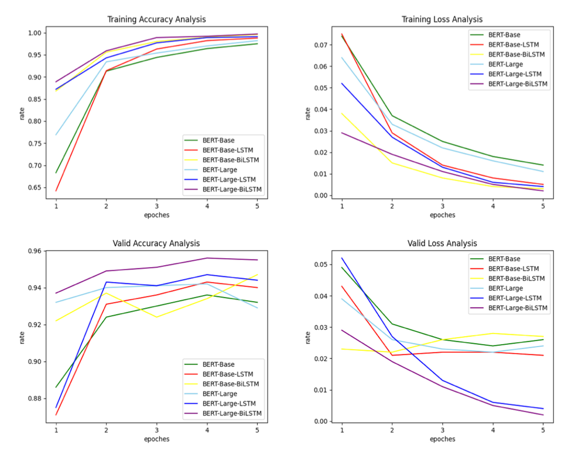 Training Accuracy Analysis
1.00
0.95
0.90
0.85
0.80
0.75
0.70
0.65
rate
BERT-Base
BERT-Base-LSTM
BERT-Base-BiLSTM
BERT-Large
BERT-Large-LSTM
BERT-Large-BiLSTM
1 2 3 4 5
epoches
Training Loss Analysis
0.07
0.06
0.05
0.04
0.03
0.02
0.01
0.00
rate
BERT-Base
BERT-Base-LSTM
BERT-Base-BiLSTM
BERT-Large
BERT-Large-LSTM
BERT-Large-BiLSTM
1 2 3 4 5
epoches
Valid Accuracy Analysis
0.96
0.94
0.92
0.90
0.88
rate
BERT-Base
BERT-Base-LSTM
BERT-Base-BiLSTM
BERT-Large
BERT-Large-LSTM
BERT-Large-BiLSTM
1 2 3 4 5
epoches
Valid Loss Analysis
0.05
0.04
0.03
0.02
0.01
0.00
rate
BERT-Base
BERT-Base-LSTM
BERT-Base-BiLSTM
BERT-Large
BERT-Large-LSTM
BERT-Large-BiLSTM
1 2 3 4 5
epoches